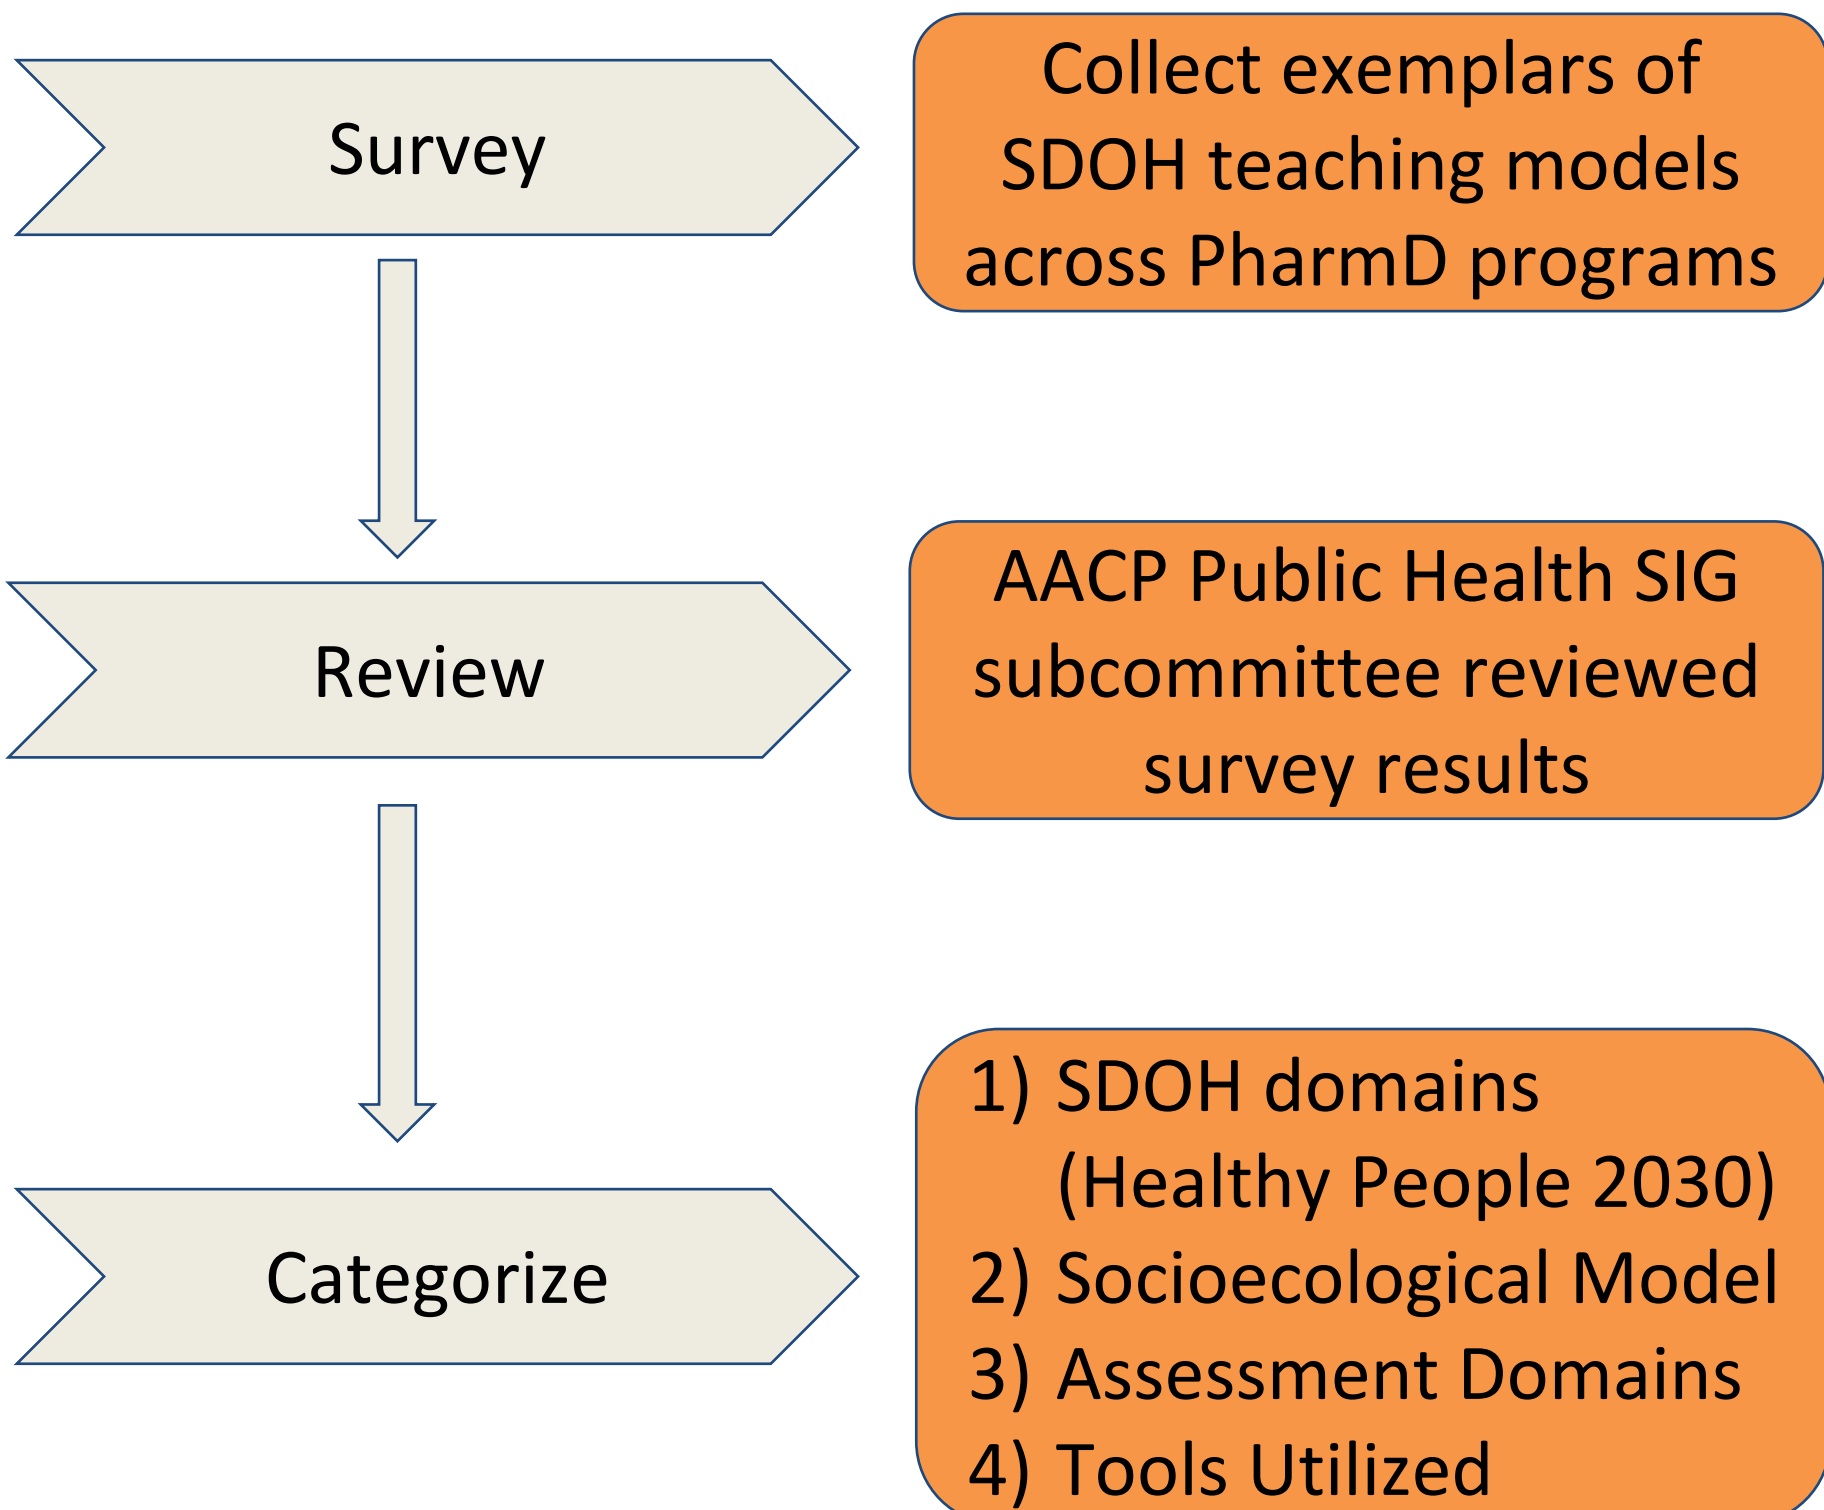 Survey
Collect exemplars of
SDOH teaching models
across PharmD programs
Review
AACP Public Health SIG
subcommittee reviewed
survey results
Categorize
1) SDOH domains
(Healthy People 2030)
2) Socioecological Model
3) Assessment Domains
4) Tools Utilized